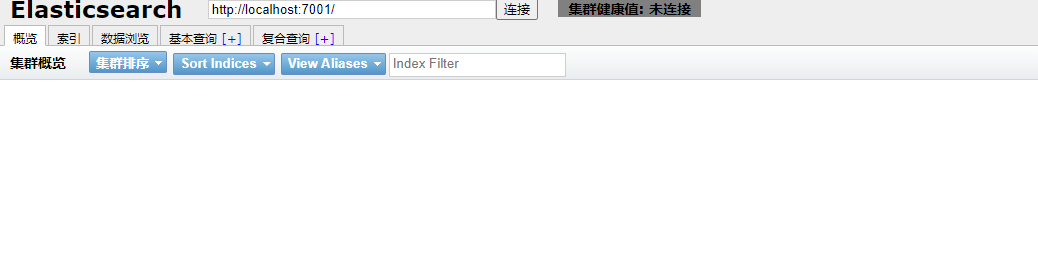 Elasticsearch http://localhost:7001/ 连接 集群健康值: 未连接
概览 索引 数据浏览 基本查询 [+] 复合查询 [+]
集群概览 集群排序 Sort Indices View Aliases Index Filter